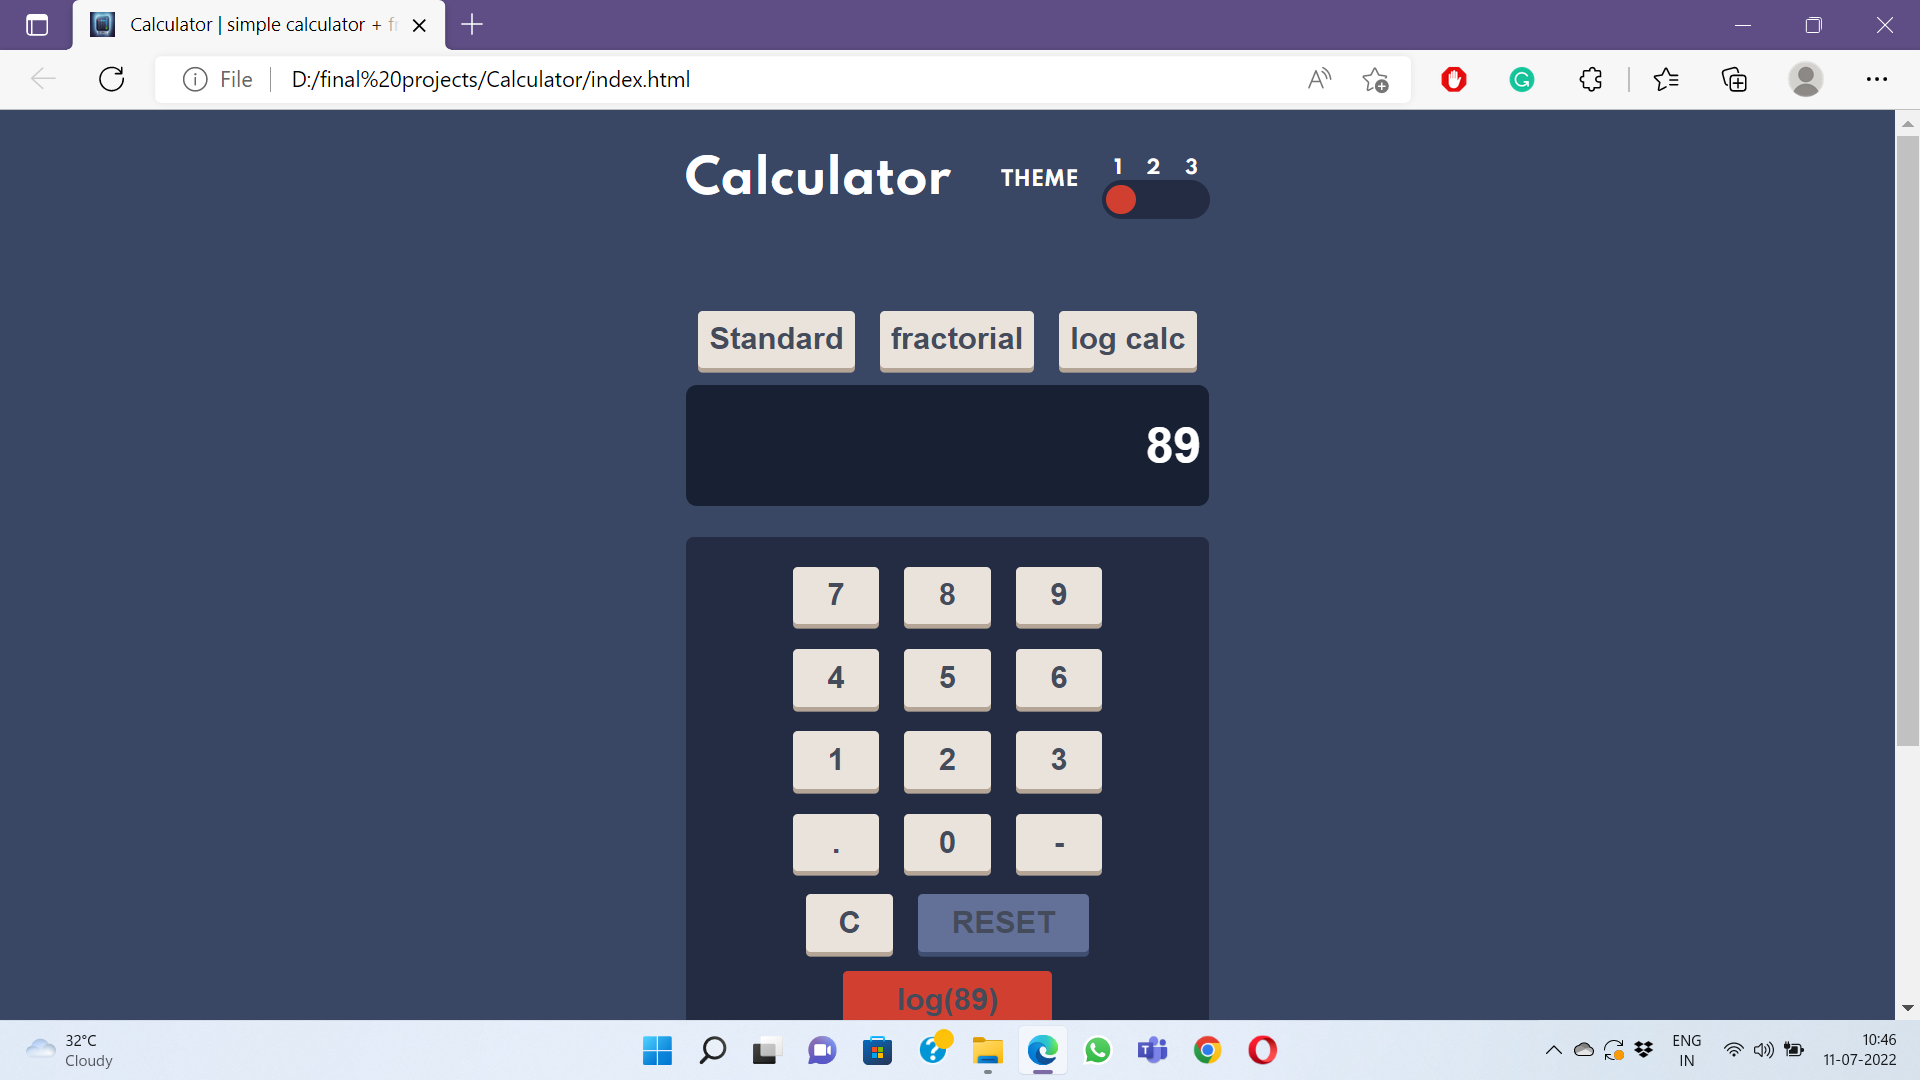 Calculator | simple calculator +
File
D:/final%20projects/Calculator/index.html
Calculator
THEME
1 2 3
Standard
fractorial
log calc
89
7 8 9
4 5 6
1 2 3
. 0 -
C RESET
log(89)
32°C
Cloudy
ENG
IN
10:46
11-07-2022